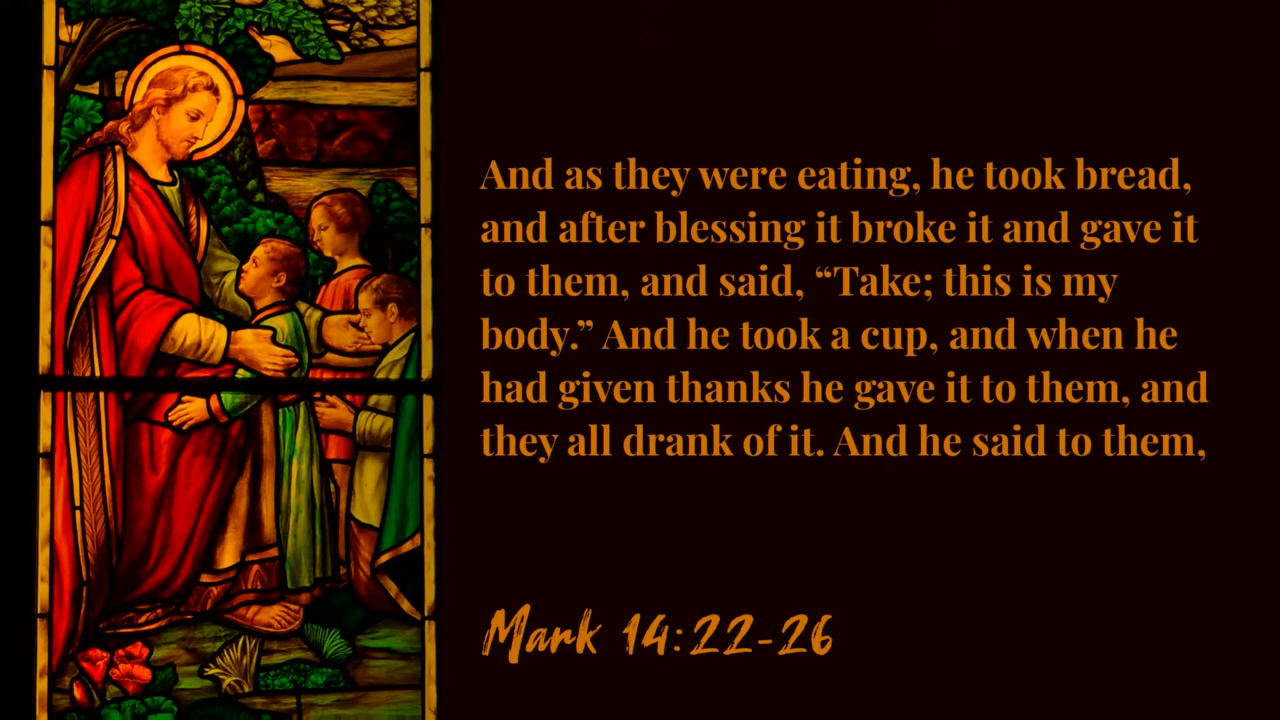 And as they were eating, he took bread,
and after blessing it broke it and gave it
to them, and said, “Take; this is my
body.” And he took a cup, and when he
had given thanks he gave it to them, and
they all drank of it. And he said to them,
Mark 14:22-26